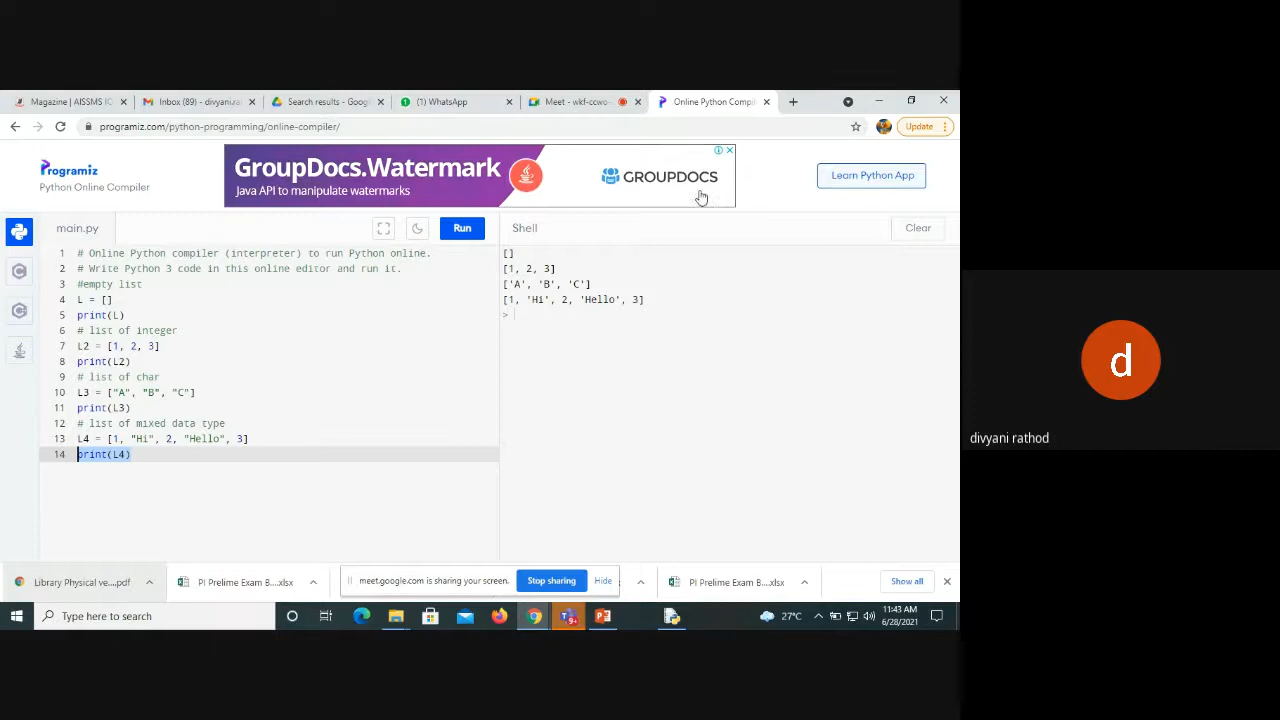 Magazine | AISSMS IO
Inbox (89) - divyani.ra
Search results - Googl
(1) WhatsApp
Meet - wkf-ccwo-
Online Python Compil
programiz.com/python-programming/online-compiler/
Update
Programiz
Python Online Compiler
GroupDocs.Watermark
Java API to manipulate watermarks
GROUPDOCS
Learn Python App
main.py
Run
Shell
Clear
1 # Online Python compiler (interpreter) to run Python online.
2 # Write Python 3 code in this online editor and run it.
3 #empty list
4 L = []
5 print(L)
6 # list of integer
7 L2 = [1, 2, 3]
8 print(L2)
9 # list of char
10 L3 = ["A", "B", "C"]
11 print(L3)
12 # list of mixed data type
13 L4 = [1, "Hi", 2, "Hello", 3]
14 print(L4)
[]
[1, 2, 3]
['A', 'B', 'C']
[1, 'Hi', 2, 'Hello', 3]
>
d
divyani rathod
Library Physical ve....pdf
PI Prelime Exam B....xlsx
meet.google.com is sharing your screen.
Stop sharing
Hide
PI Prelime Exam B....xlsx
Show all
Type here to search
9+
27°C
11:43 AM
6/28/2021